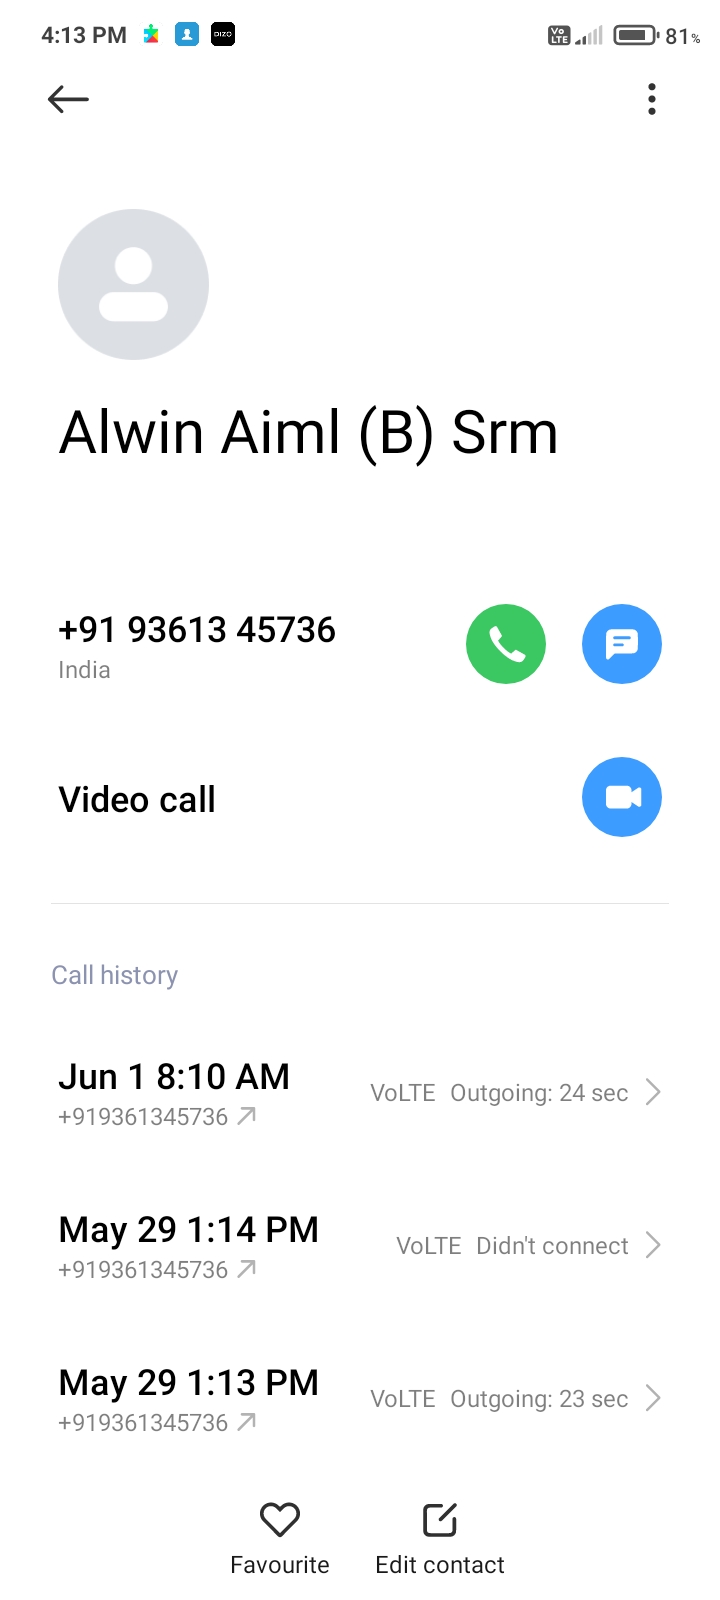 4:13 PM DIZO Vo LTE 81%
Alwin Aiml (B) Srm
+91 93613 45736
India
Video call
Call history
Jun 1 8:10 AM
+919361345736
VoLTE Outgoing: 24 sec
May 29 1:14 PM
+919361345736
VoLTE Didn't connect
May 29 1:13 PM
+919361345736
VoLTE Outgoing: 23 sec
Favourite Edit contact